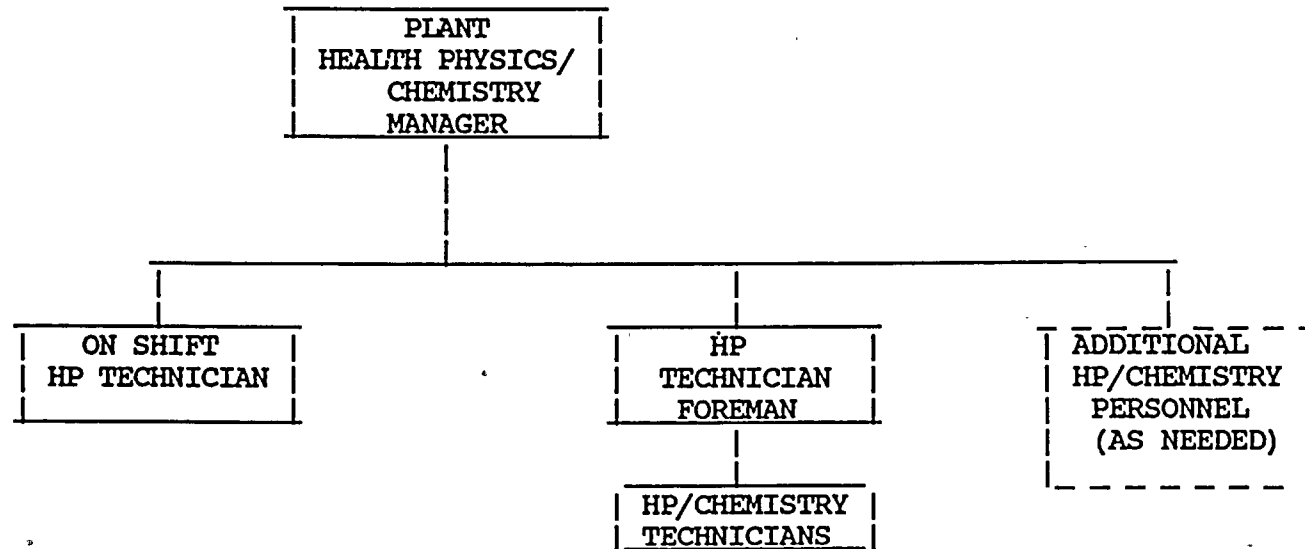 PLANT
HEALTH PHYSICS/
CHEMISTRY
MANAGER
ON SHIFT
HP TECHNICIAN
HP
TECHNICIAN
FOREMAN
ADDITIONAL
HP/CHEMISTRY
PERSONNEL
(AS NEEDED)
HP/CHEMISTRY
TECHNICIANS